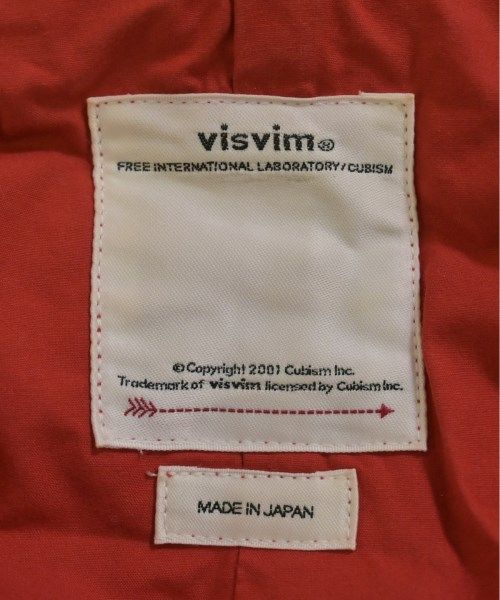 visvim®
FREE INTERNATIONAL LABORATORY/CUBISM
© Copyright 2001 Cubism Inc.
Trademark of visvim licensed by Cubism Inc.
MADE IN JAPAN